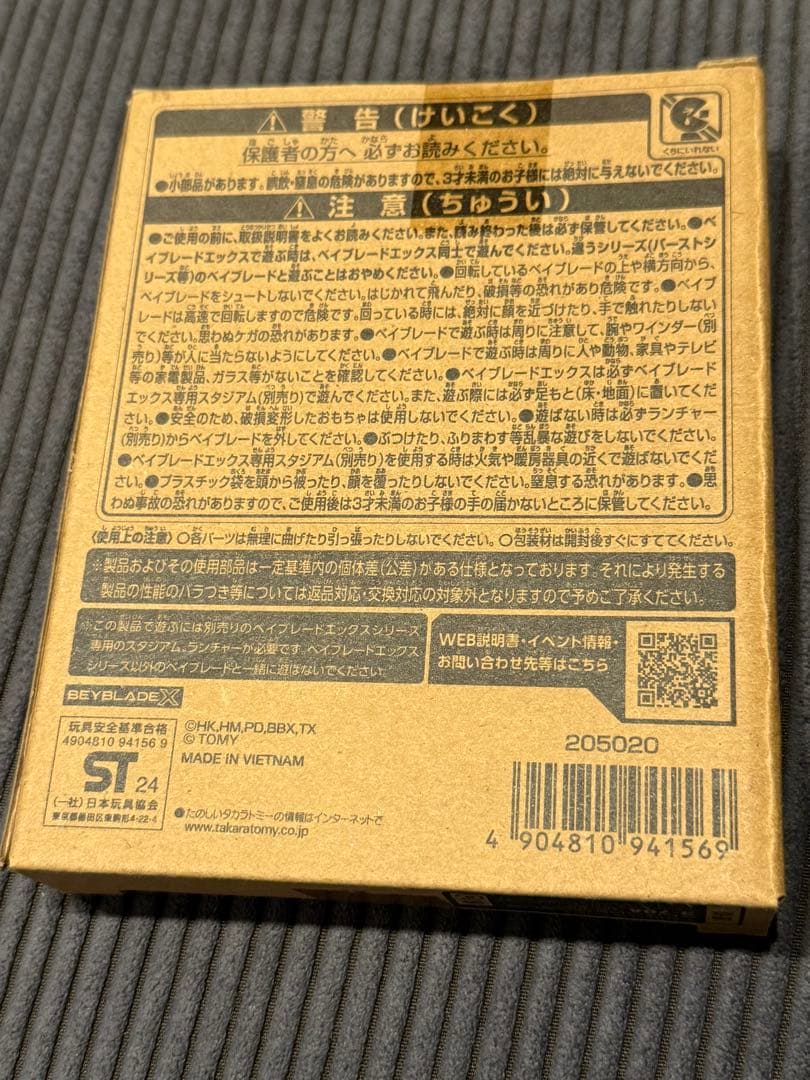 ⚠ 警告(けいこく)
くちにいれない
保護者の方へ 必ずお読みください。
●小部品があります。誤飲・窒息の危険がありますので、3才未満のお子様には絶対に与えないでください。
⚠ 注意(ちゅうい)
●ご使用の前に、取扱説明書をよくお読みください。また、読み終わった後は必ず保管してください。●ベ
イブレードエックスで遊ぶ時は、ベイブレードエックス同士で遊んでください。違うシリーズ(バーストシ
リーズ等)のベイブレードと遊ぶことはおやめください。●回転しているベイブレードの上や横方向から、
ベイブレードをシュートしないでください。はじかれて飛んだり、破損等の恐れがあり危険です。●ベイブ
レードは高速で回転しますので危険です。回っている時には、絶対に顔を近づけたり、手で触れたりしない
でください。思わぬケガの恐れがあります。●ベイブレードで遊ぶ時は周りに注意して、腕やワインダー(別
売り)等が人に当たらないようにしてください。●ベイブレードで遊ぶ時は周りに人や動物、家具やテレビ
等の家電製品、ガラス等がないことを確認してください。●ベイブレードエックスは必ずベイブレード
エックス専用スタジアム(別売り)で遊んでください。また、遊ぶ際には必ず足もと(床・地面)に置いてくだ
さい。●安全のため、破損変形したおもちゃは使用しないでください。●遊ばない時は必ずランチャー
(別売り)からベイブレードを外してください。●ぶつけたり、ふりまわす等乱暴な遊びをしないでください。
●ベイブレードエックス専用スタジアム(別売り)を使用する時は火気や暖房器具の近くで遊ばないでくだ
さい。●プラスチック袋を頭から被ったり、顔を覆ったりしないでください。窒息する恐れがあります。●思
わぬ事故の恐れがありますので、ご使用後は3才未満のお子様の手の届かないところに保管してください。
〈使用上の注意〉 〇各パーツは無理に曲げたり引っ張ったりしないでください。〇包装材は開封後すぐにすててください。
※製品およびその使用部品は一定基準内の個体差(公差)がある仕様となっております。それにより発生する
製品の性能のバラつき等については返品対応・交換対応の対象外となりますので予めご了承ください。
※この製品で遊ぶには別売りのベイブレードエックスシリーズ
専用のスタジアム、ランチャーが必要です。ベイブレードエックス
シリーズ以外のベイブレードと一緒に遊ばないでください。
WEB説明書・イベント情報・
お問い合わせ先等はこちら
BEYBLADE X
玩具安全基準合格
4904810 94156 9
ST 24
(一社)日本玩具協会
東京都墨田区東駒形4-22-4
©HK,HM,PD,BBX,TX
© TOMY
MADE IN VIETNAM
●たのしいタカラトミーの情報はインターネットで
www.takaratomy.co.jp
205020
4 904810 941569